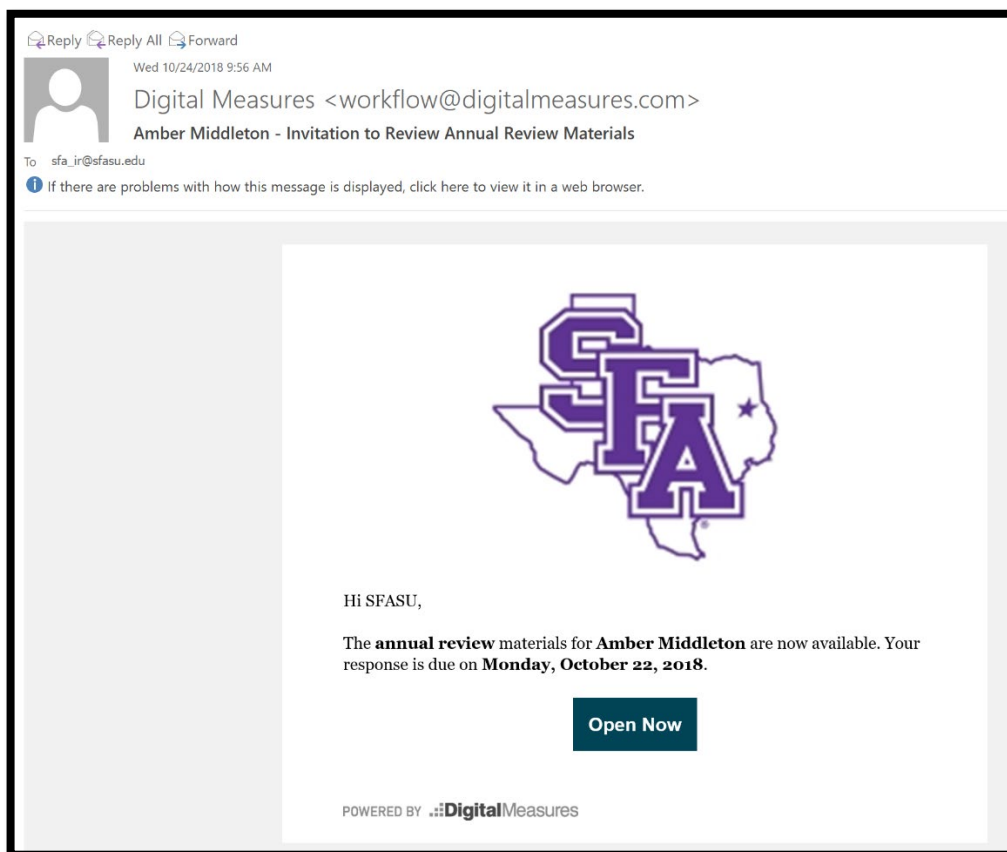 Reply Reply All Forward
Wed 10/24/2018 9:56 AM
Digital Measures <workflow@digitalmeasures.com>
Amber Middleton - Invitation to Review Annual Review Materials
To sfa_ir@sfasu.edu
If there are problems with how this message is displayed, click here to view it in a web browser.
SFA
®
Hi SFASU,
The annual review materials for Amber Middleton are now available. Your
response is due on Monday, October 22, 2018.
Open Now
POWERED BY DigitalMeasures